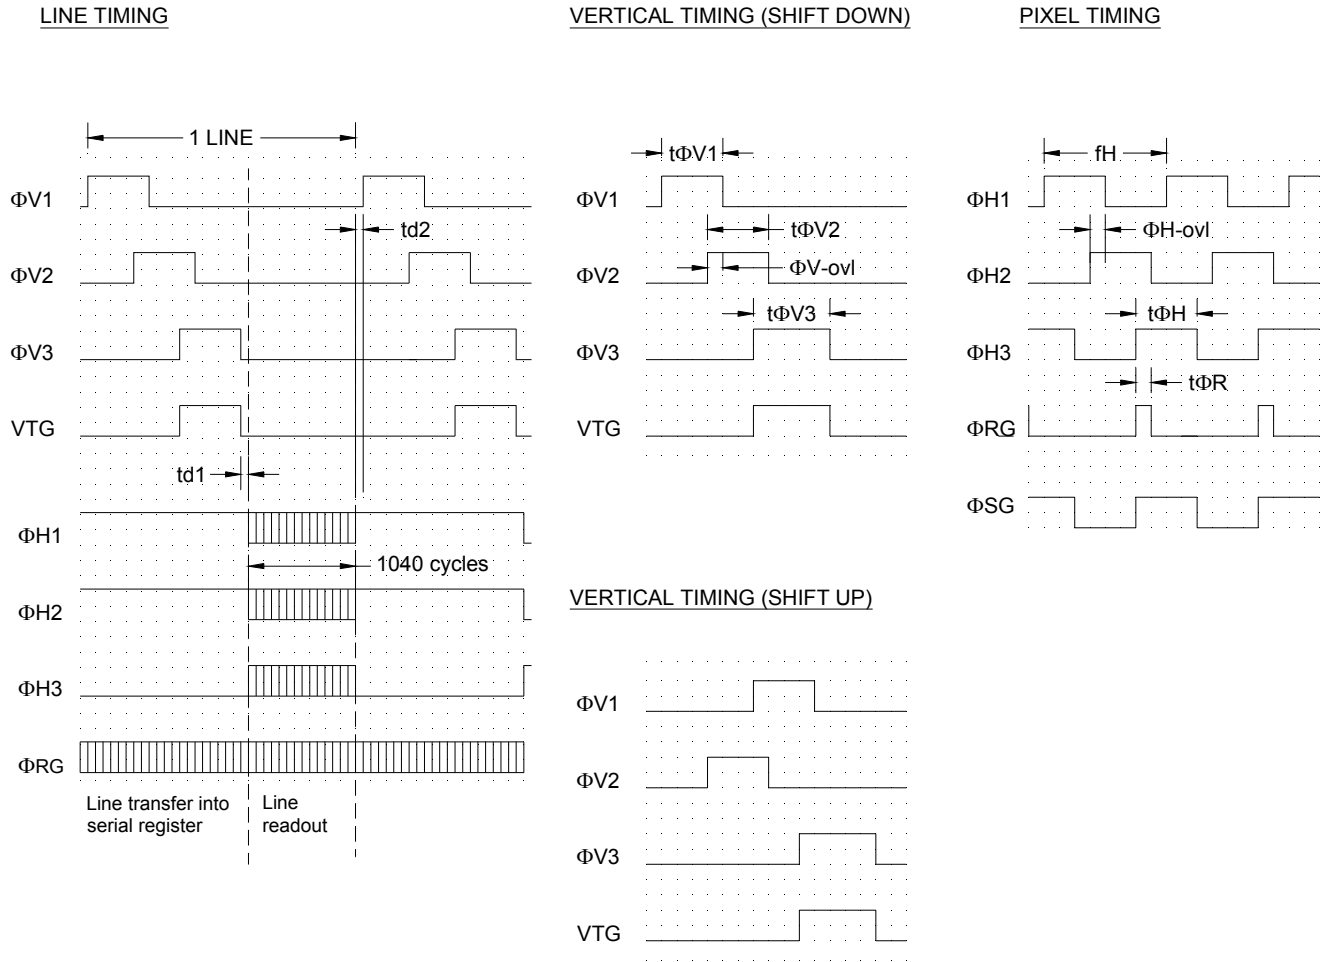 LINE TIMING
1 LINE
ΦV1
td2
ΦV2
ΦV3
VTG
td1
ΦH1
1040 cycles
ΦH2
ΦH3
ΦRG
Line transfer into
serial register
Line
readout
VERTICAL TIMING (SHIFT DOWN)
tΦV1
ΦV1
tΦV2
ΦV2
ΦV-ovl
tΦV3
ΦV3
VTG
VERTICAL TIMING (SHIFT UP)
ΦV1
ΦV2
ΦV3
VTG
PIXEL TIMING
fH
ΦH1
ΦH-ovl
ΦH2
tΦH
ΦH3
tΦR
ΦRG
ΦSG